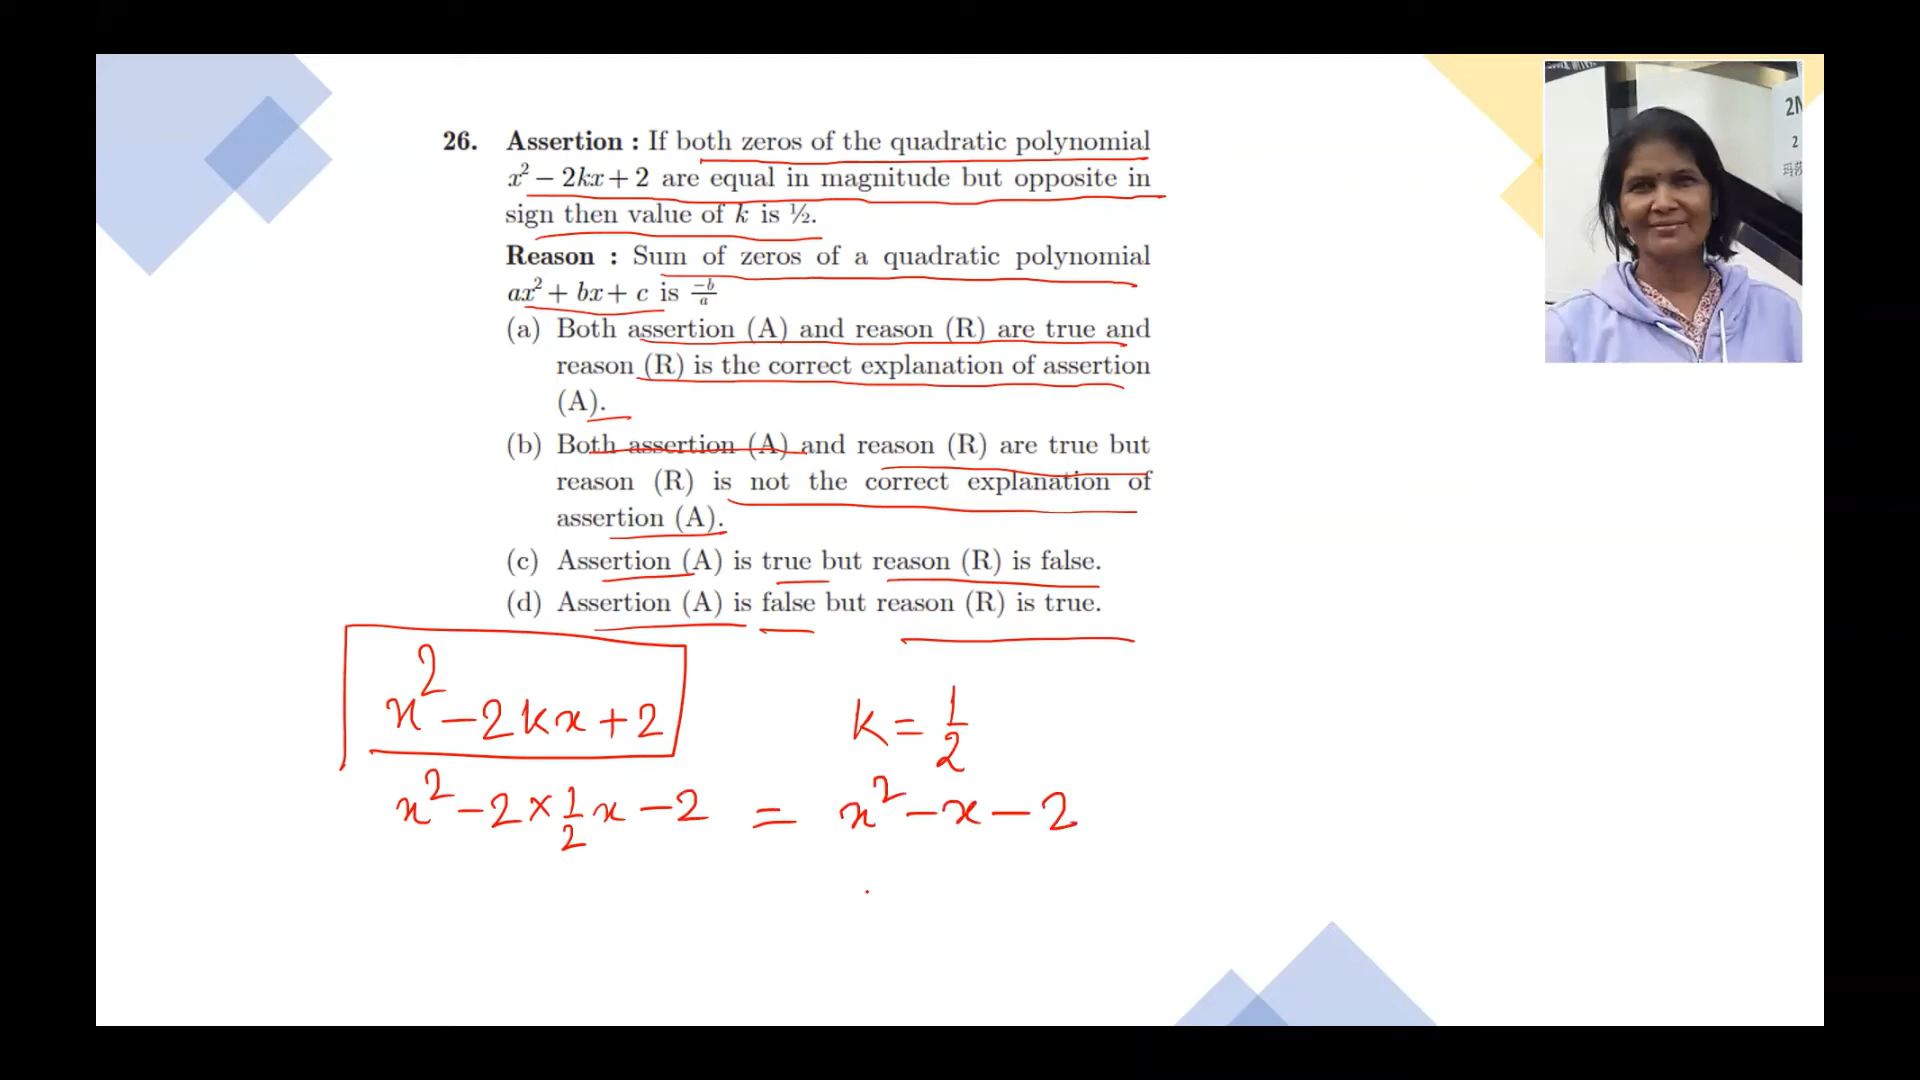 26. Assertion : If both zeros of the quadratic polynomial
x² − 2kx + 2 are equal in magnitude but opposite in
sign then value of k is ½.
Reason : Sum of zeros of a quadratic polynomial
ax² + bx + c is −b/a
(a) Both assertion (A) and reason (R) are true and
reason (R) is the correct explanation of assertion
(A).
(b) Both assertion (A) and reason (R) are true but
reason (R) is not the correct explanation of
assertion (A).
(c) Assertion (A) is true but reason (R) is false.
(d) Assertion (A) is false but reason (R) is true.
x² − 2kx + 2
k = 1/2
x² − 2 × 1/2 x − 2 = x² − x − 2
2
玛莎